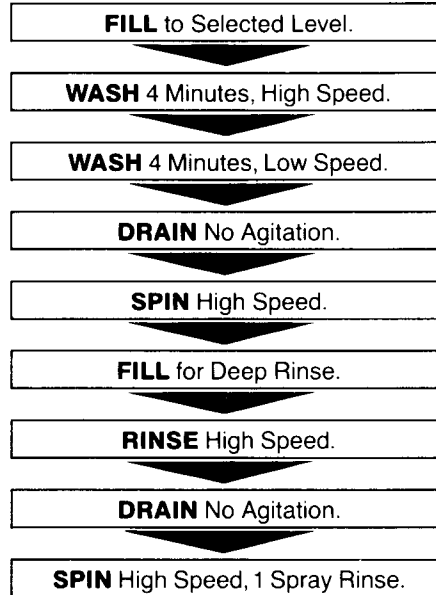 FILL to Selected Level.
WASH 4 Minutes, High Speed.
WASH 4 Minutes, Low Speed.
DRAIN No Agitation.
SPIN High Speed.
FILL for Deep Rinse.
RINSE High Speed.
DRAIN No Agitation.
SPIN High Speed, 1 Spray Rinse.